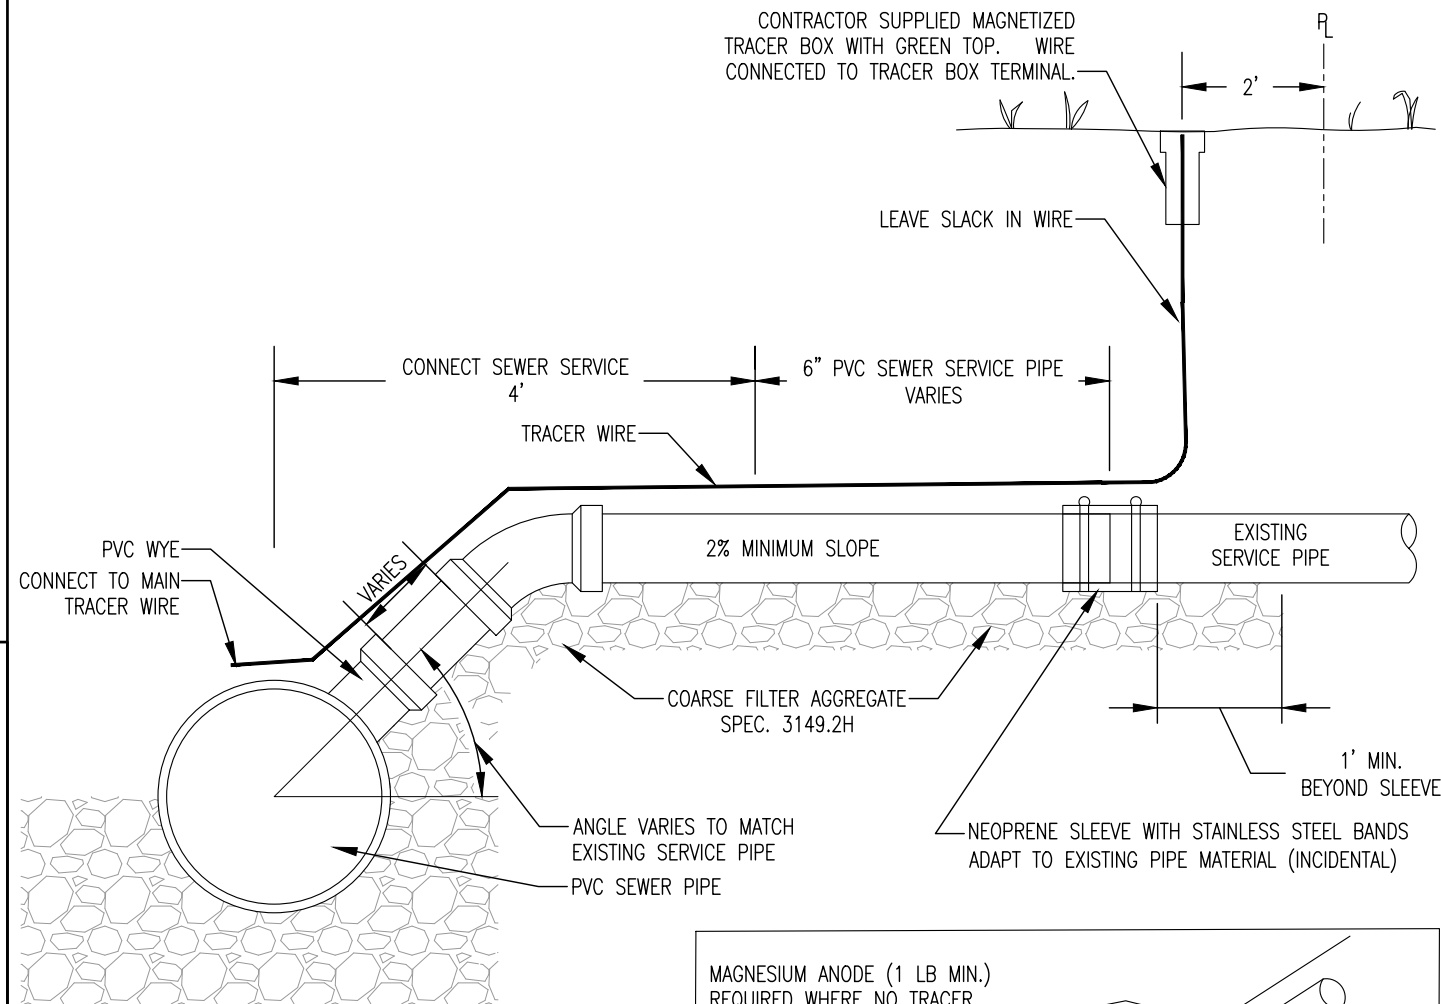 CONTRACTOR SUPPLIED MAGNETIZED
TRACER BOX WITH GREEN TOP. WIRE
CONNECTED TO TRACER BOX TERMINAL.
PL
2'
LEAVE SLACK IN WIRE
CONNECT SEWER SERVICE
4'
6" PVC SEWER SERVICE PIPE
VARIES
TRACER WIRE
PVC WYE
CONNECT TO MAIN
TRACER WIRE
VARIES
2% MINIMUM SLOPE
EXISTING
SERVICE PIPE
COARSE FILTER AGGREGATE
SPEC. 3149.2H
1' MIN.
BEYOND SLEEVE
ANGLE VARIES TO MATCH
EXISTING SERVICE PIPE
PVC SEWER PIPE
NEOPRENE SLEEVE WITH STAINLESS STEEL BANDS
ADAPT TO EXISTING PIPE MATERIAL (INCIDENTAL)
MAGNESIUM ANODE (1 LB MIN.)
REQUIRED WHERE NO TRACER